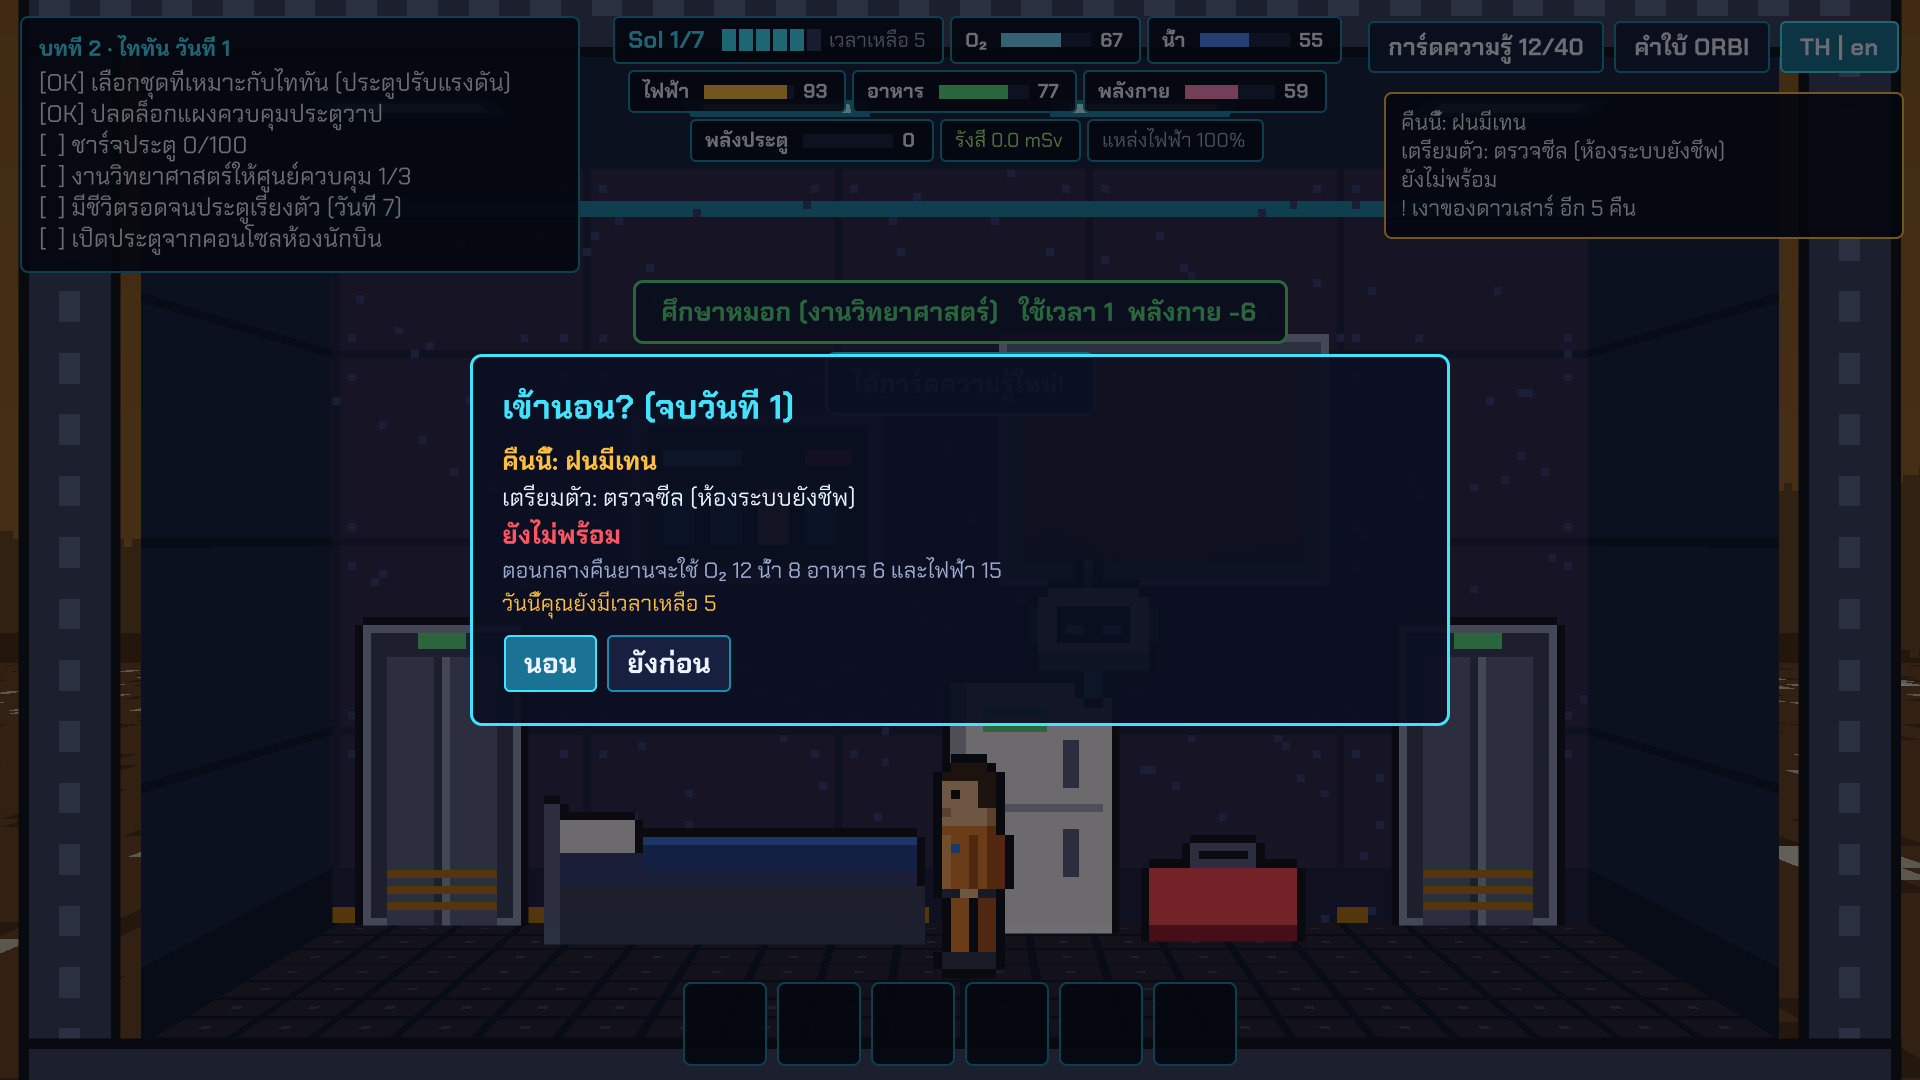 บทที่ 2 · ไททัน วันที่ 1
[OK] เลือกชุดที่เหมาะกับไททัน (ประตูปรับแรงดัน)
[OK] ปลดล็อกแผงควบคุมประตูวาป
[ ] ชาร์จประตู 0/100
[ ] งานวิทยาศาสตร์ให้ศูนย์ควบคุม 1/3
[ ] มีชีวิตรอดจนประตูเรียงตัว (วันที่ 7)
[ ] เปิดประตูจากคอนโซลห้องนักบิน
Sol 1/7 เวลาเหลือ 5
O₂ 67
น้ำ 55
ไฟฟ้า 93
อาหาร 77
พลังกาย 59
พลังประตู 0
รังสี 0.0 mSv
แหล่งไฟฟ้า 100%
การ์ดความรู้ 12/40
คำใบ้ ORBI
TH | en
คืนนี้: ฝนมีเทน
เตรียมตัว: ตรวจซีล (ห้องระบบยังชีพ)
ยังไม่พร้อม
! เงาของดาวเสาร์ อีก 5 คืน
ศึกษาหมอก (งานวิทยาศาสตร์) ใช้เวลา 1 พลังกาย -6
ได้การ์ดความรู้ใหม่!
เข้านอน? (จบวันที่ 1)
คืนนี้: ฝนมีเทน
เตรียมตัว: ตรวจซีล (ห้องระบบยังชีพ)
ยังไม่พร้อม
ตอนกลางคืนยานจะใช้ O₂ 12 น้ำ 8 อาหาร 6 และไฟฟ้า 15
วันนี้คุณยังมีเวลาเหลือ 5
นอน
ยังก่อน